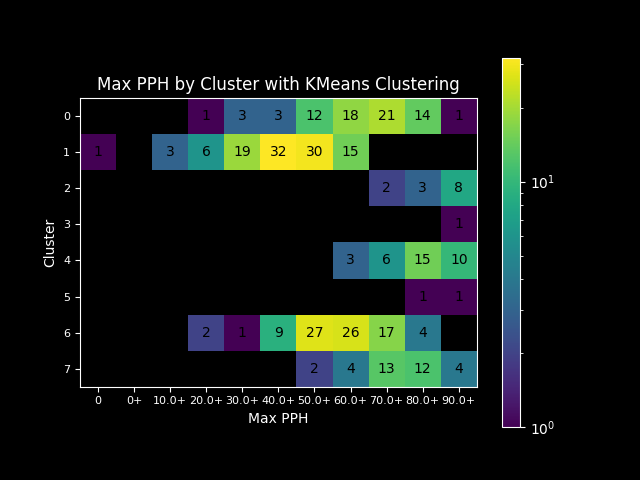 Max PPH by Cluster with KMeans Clustering
0 1 3 3 12 18 21 14 1
1 1 3 6 19 32 30 15
2 2 3 8
3 1
4 3 6 15 10
5 1 1
6 2 1 9 27 26 17 4
7 2 4 13 12 4
0 0+ 10.0+ 20.0+ 30.0+ 40.0+ 50.0+ 60.0+ 70.0+ 80.0+ 90.0+
Max PPH
Cluster
10¹
10⁰